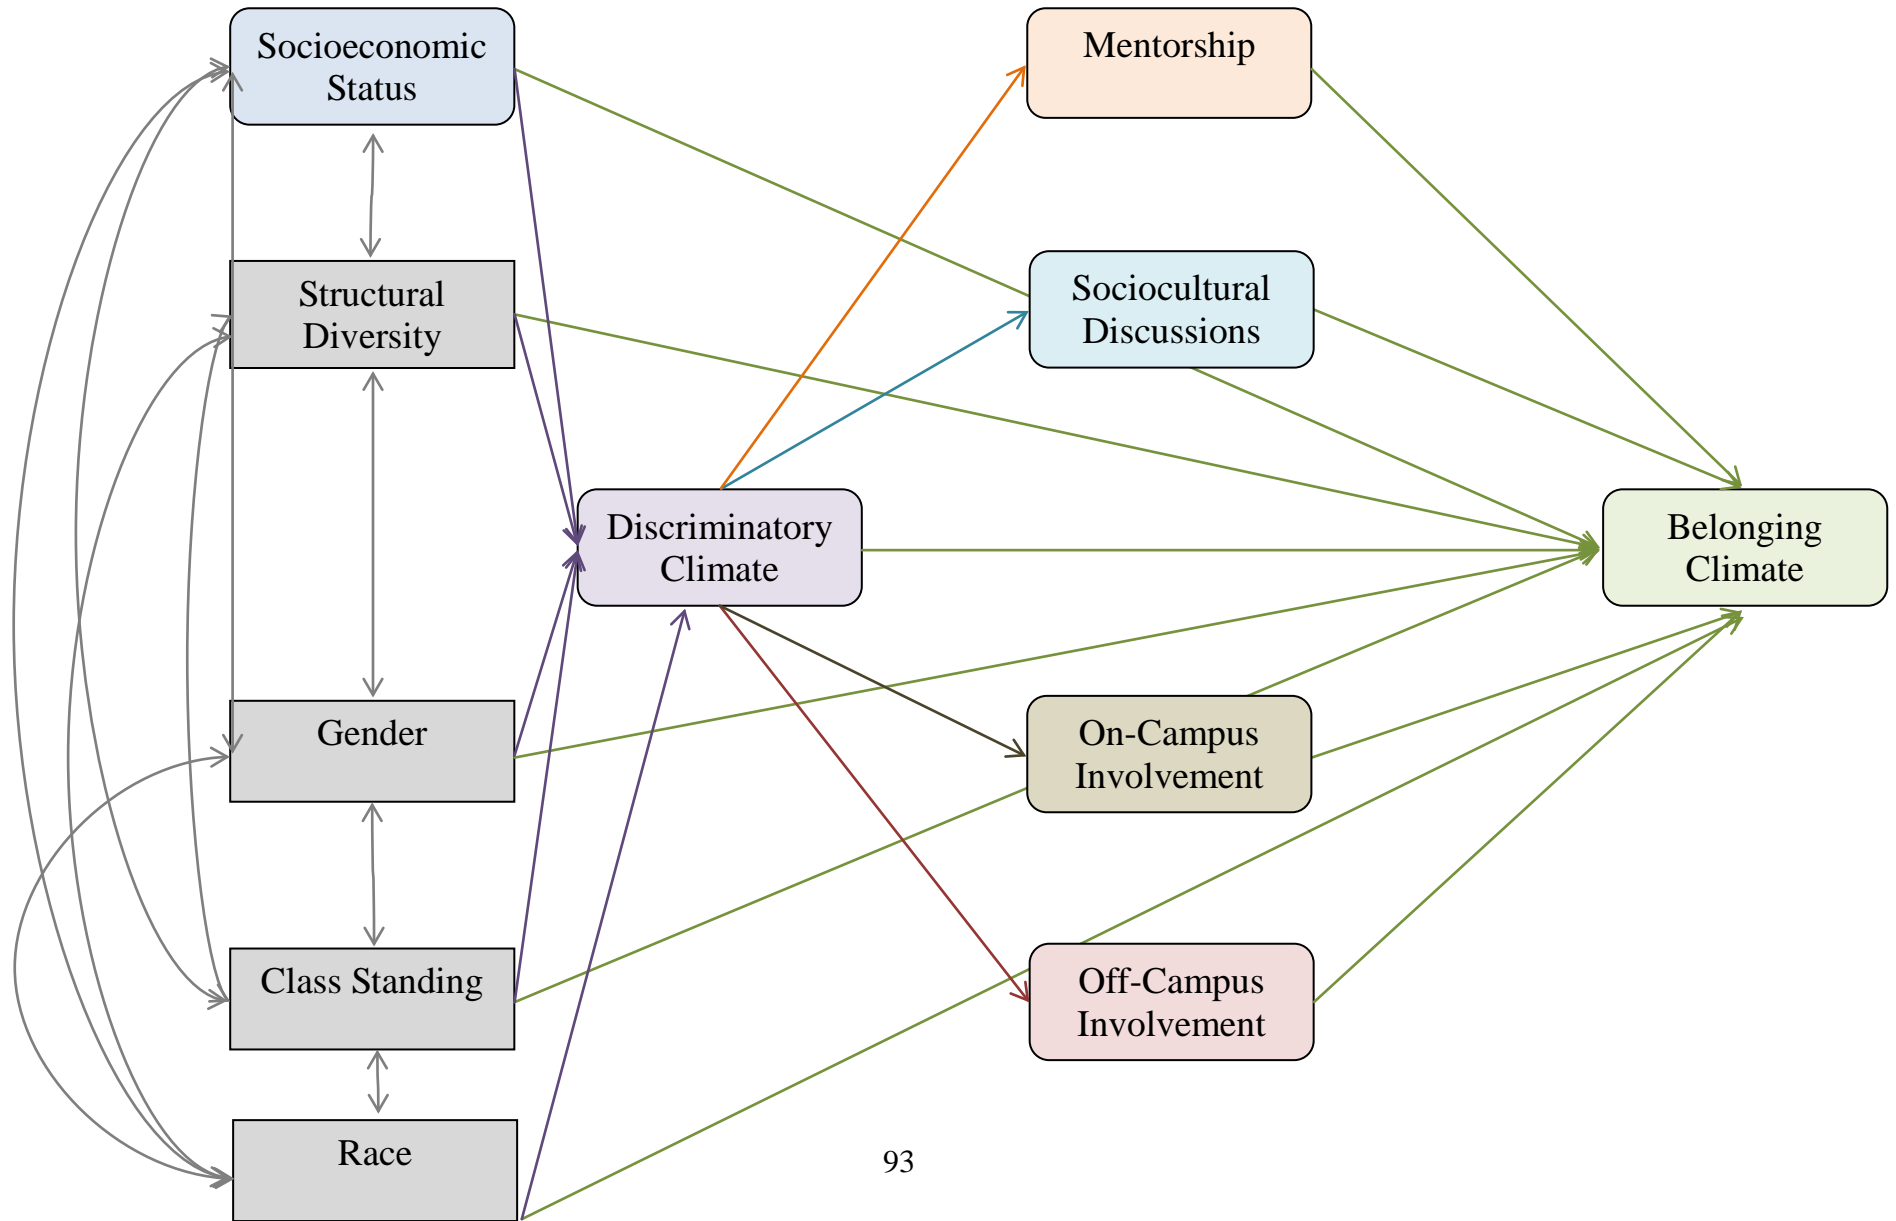 Socioeconomic
Status
Mentorship
Structural
Diversity
Sociocultural
Discussions
Discriminatory
Climate
Belonging
Climate
Gender
On-Campus
Involvement
Class Standing
Off-Campus
Involvement
Race
93